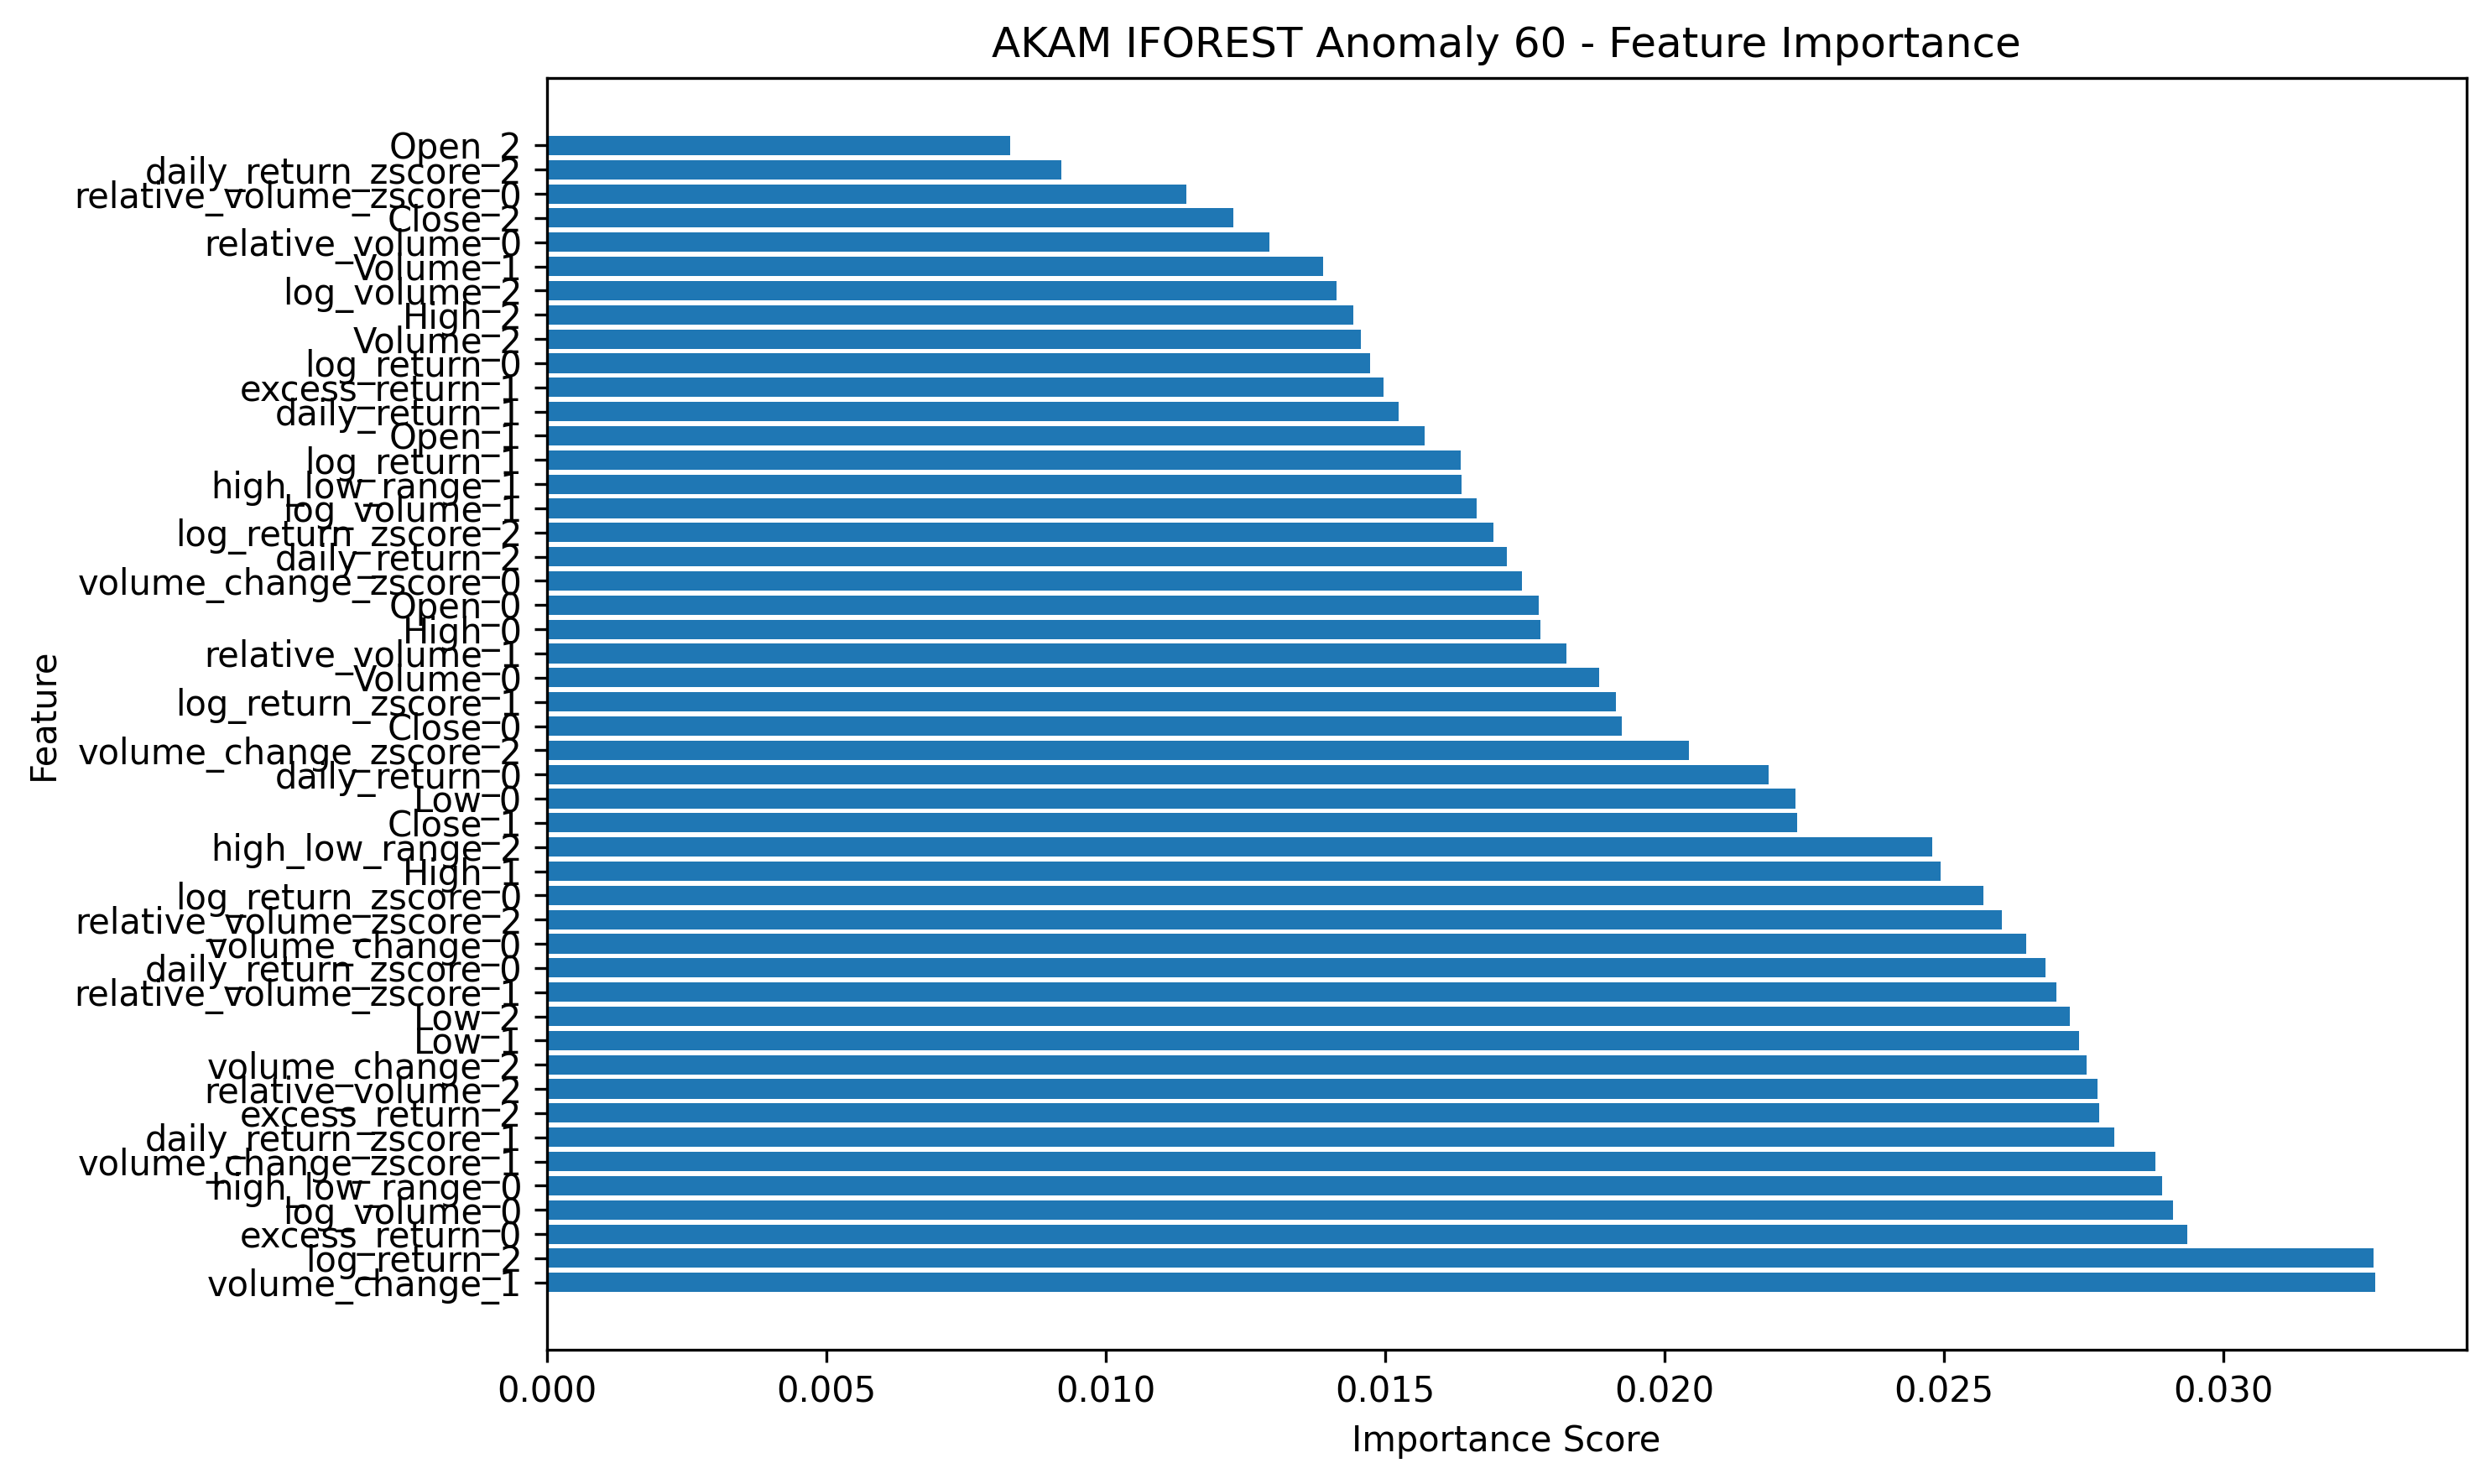 AKAM IFOREST Anomaly 60 - Feature Importance
Open_2
daily_return_zscore_2
relative_volume_zscore_0
Close_2
relative_volume_0
Volume_1
log_volume_2
High_2
Volume_2
log_return_0
excess_return_1
daily_return_1
Open_1
log_return_1
high_low_range_1
log_volume_1
log_return_zscore_2
daily_return_2
volume_change_zscore_0
Open_0
High_0
relative_volume_1
Volume_0
log_return_zscore_1
Close_0
volume_change_zscore_2
daily_return_0
Low_0
Close_1
high_low_range_2
High_1
log_return_zscore_0
relative_volume_zscore_2
volume_change_0
daily_return_zscore_0
relative_volume_zscore_1
Low_2
Low_1
volume_change_2
relative_volume_2
excess_return_2
daily_return_zscore_1
volume_change_zscore_1
high_low_range_0
log_volume_0
excess_return_0
log_return_2
volume_change_1
Feature
0.000 0.005 0.010 0.015 0.020 0.025 0.030
Importance Score